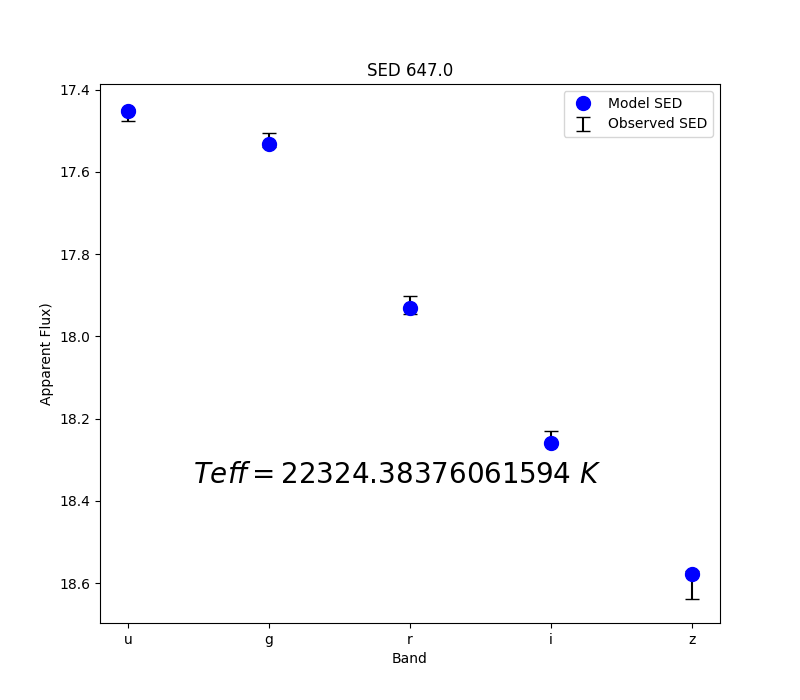 SED 647.0
Model SED
Observed SED
17.4
17.6
17.8
18.0
18.2
18.4
18.6
Apparent Flux)
Teff = 22324.38376061594 K
u g r i z
Band